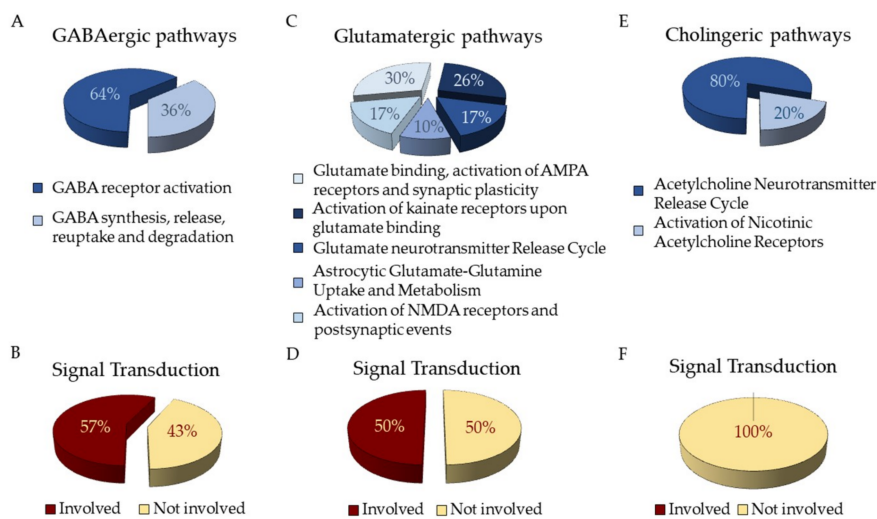 A
GABAergic pathways
64%
36%
GABA receptor activation
GABA synthesis, release,
reuptake and degradation
B
Signal Transduction
57%
43%
Involved
Not involved
C
Glutamatergic pathways
30%
26%
17%
17%
10%
Glutamate binding, activation of AMPA
receptors and synaptic plasticity
Activation of kainate receptors upon
glutamate binding
Glutamate neurotransmitter Release Cycle
Astrocytic Glutamate-Glutamine
Uptake and Metabolism
Activation of NMDA receptors and
postsynaptic events
D
Signal Transduction
50%
50%
Involved
Not involved
E
Cholingeric pathways
80%
20%
Acetylcholine Neurotransmitter
Release Cycle
Activation of Nicotinic
Acetylcholine Receptors
F
Signal Transduction
100%
Involved
Not involved